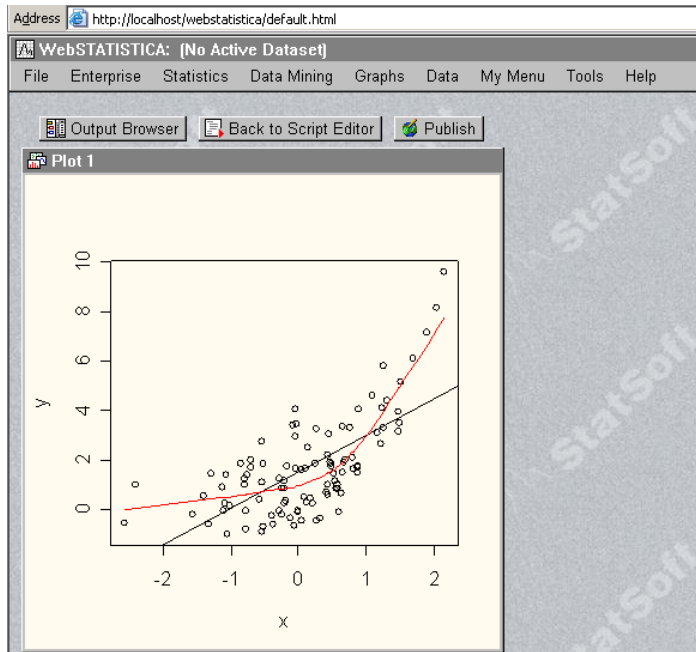 Address http://localhost/webstatistica/default.html
WebSTATISTICA: (No Active Dataset)
File Enterprise Statistics Data Mining Graphs Data My Menu Tools Help
Output Browser Back to Script Editor Publish
Plot 1
StatSoft
10
8
6
y
4
2
0
-2 -1 0 1 2
x
StatSoft
StatSoft